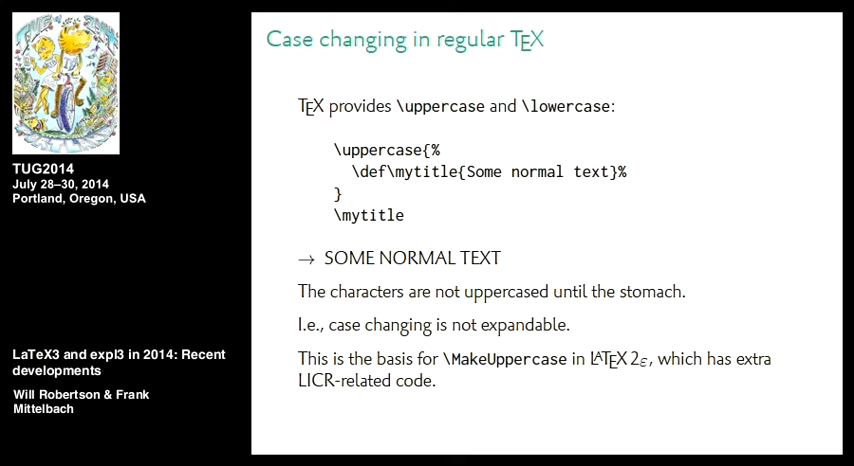 Case changing in regular TEX
TEX provides \uppercase and \lowercase:
\uppercase{%
\def\mytitle{Some normal text}%
}
\mytitle
→ SOME NORMAL TEXT
The characters are not uppercased until the stomach.
I.e., case changing is not expandable.
This is the basis for \MakeUppercase in LATEX 2ε, which has extra
LICR-related code.
TUG2014
July 28–30, 2014
Portland, Oregon, USA
LaTeX3 and expl3 in 2014: Recent
developments
Will Robertson & Frank
Mittelbach